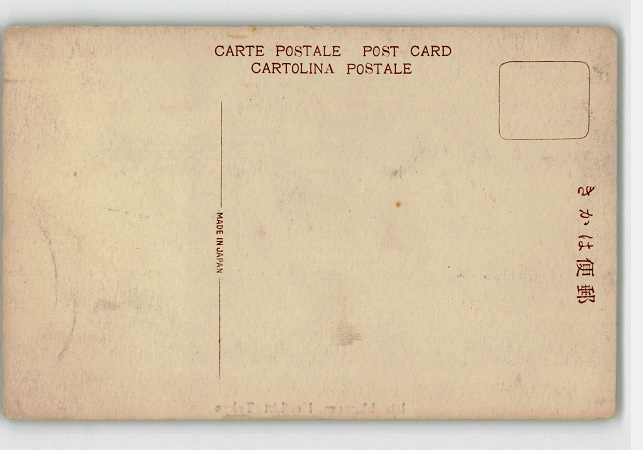 CARTE POSTALE POST CARD
CARTOLINA POSTALE
MADE IN JAPAN
きかは便郵